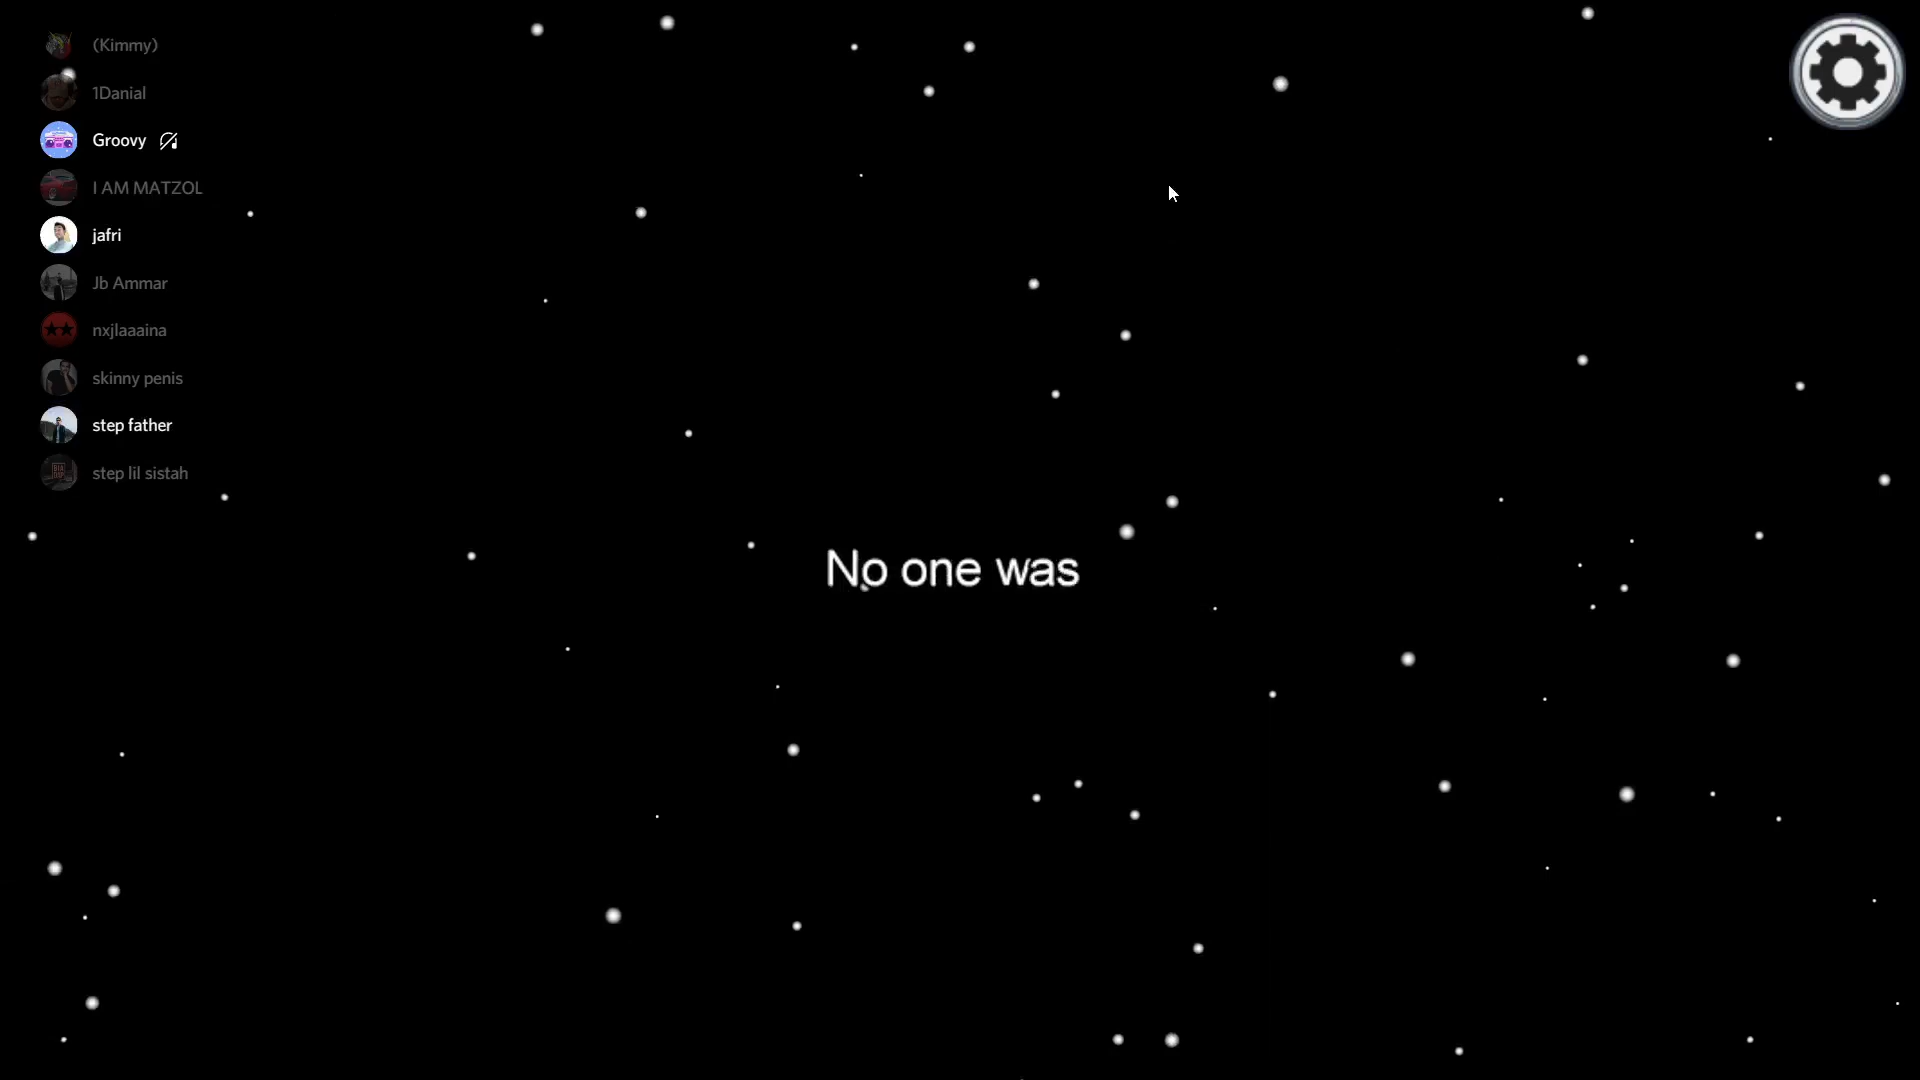 (Kimmy)
1Danial
Groovy
I AM MATZOL
jafri
Jb Ammar
nxjlaaaina
skinny penis
step father
step lil sistah
No one was